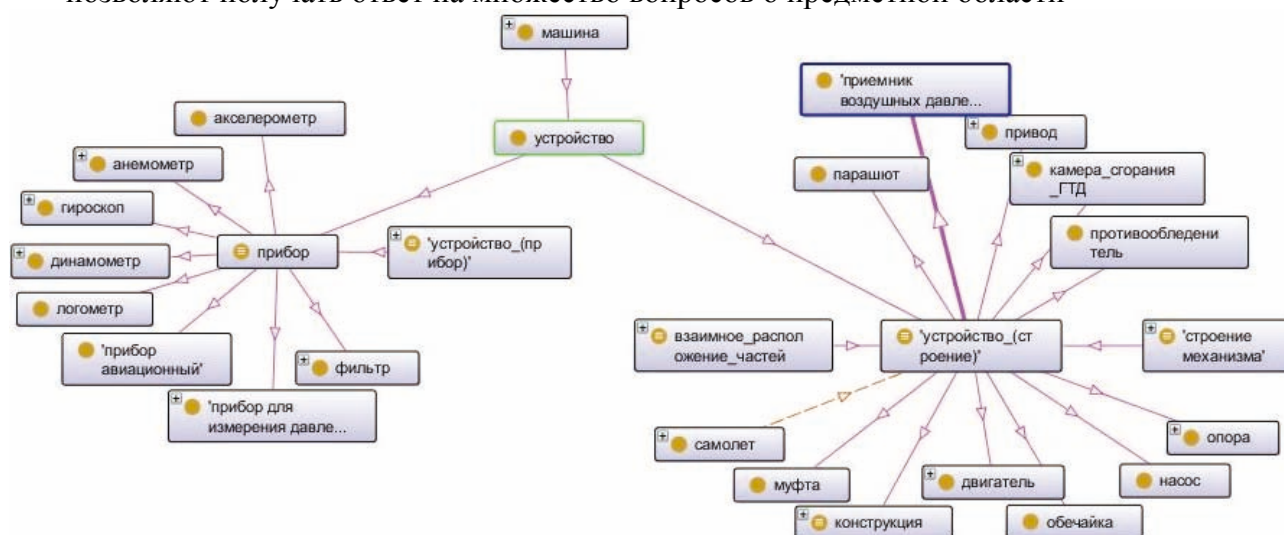 позволяют получать ответ на множество вопросов о предметной области
машина
'приемник
воздушных давле...
акселерометр
привод
устройство
анемометр
парашют
камера_сгорания
_ГТД
гироскоп
противообледени
тель
прибор
'устройство_(пр
ибор)'
динамометр
логометр
взаимное_распол
ожение_частей
'устройство_(ст
роение)'
'строение
механизма'
'прибор
авиационный'
фильтр
'прибор для
измерения давле...
самолет
опора
муфта
двигатель
насос
конструкция
обечайка